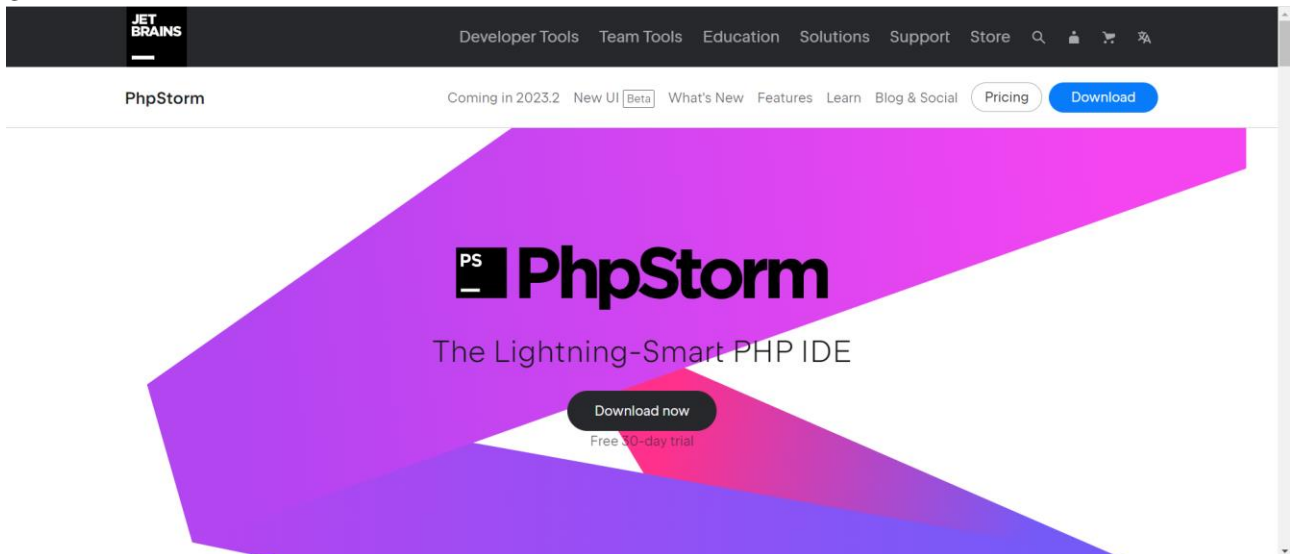 JET
BRAINS
Developer Tools Team Tools Education Solutions Support Store
PhpStorm
Coming in 2023.2 New UI Beta What's New Features Learn Blog & Social Pricing Download
PS
PhpStorm
The Lightning-Smart PHP IDE
Download now
Free 30-day trial